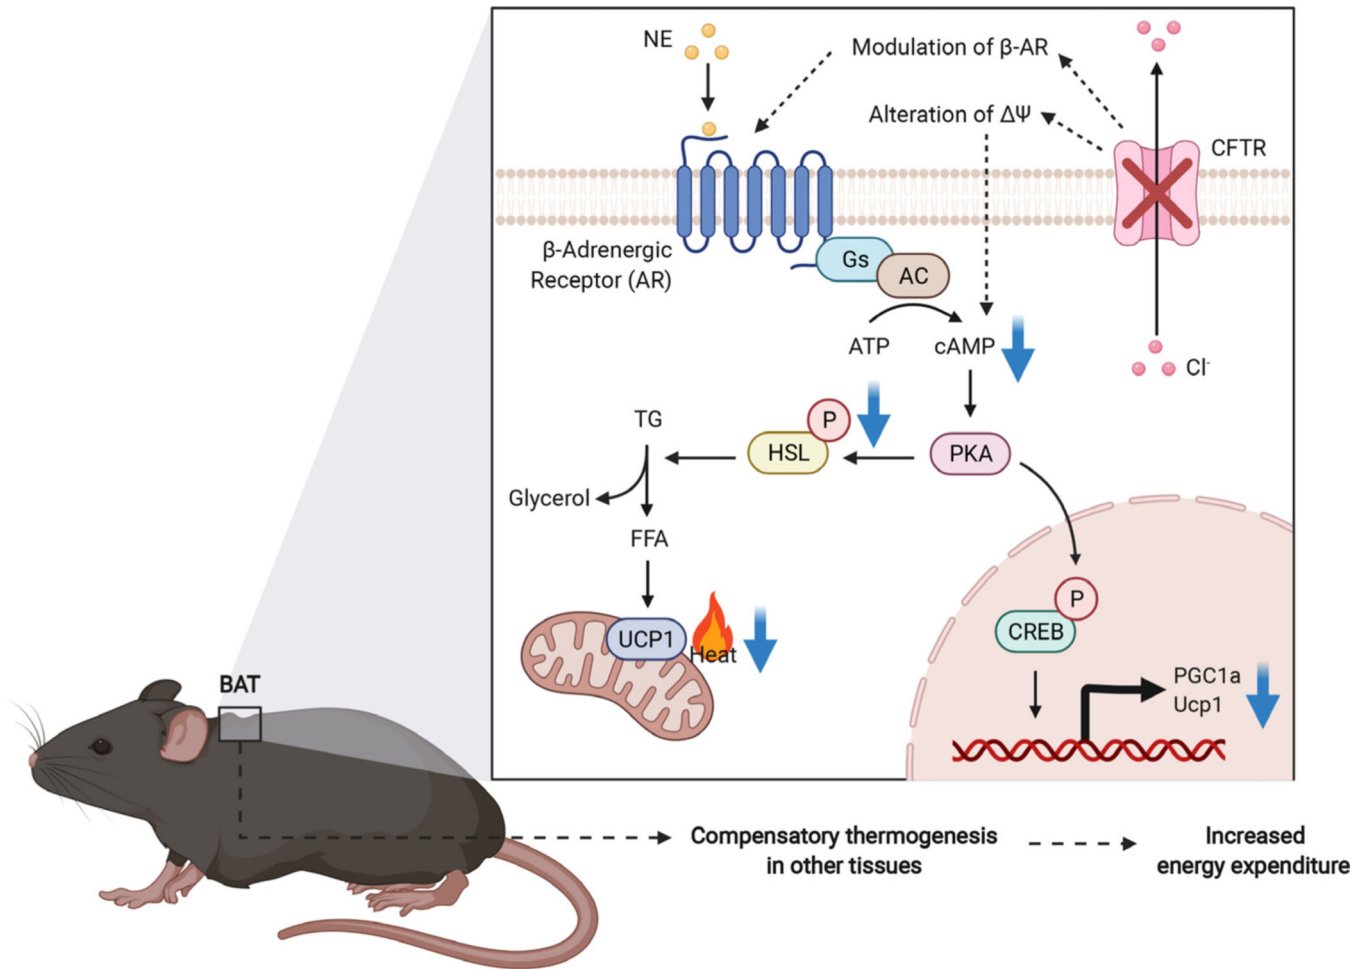 NE
Modulation of β-AR
Alteration of ΔΨ
CFTR
β-Adrenergic
Receptor (AR)
Gs
AC
ATP
cAMP
Cl-
TG
P
HSL
PKA
Glycerol
FFA
P
UCP1
Heat
CREB
PGC1a
Ucp1
BAT
Compensatory thermogenesis
in other tissues
Increased
energy expenditure